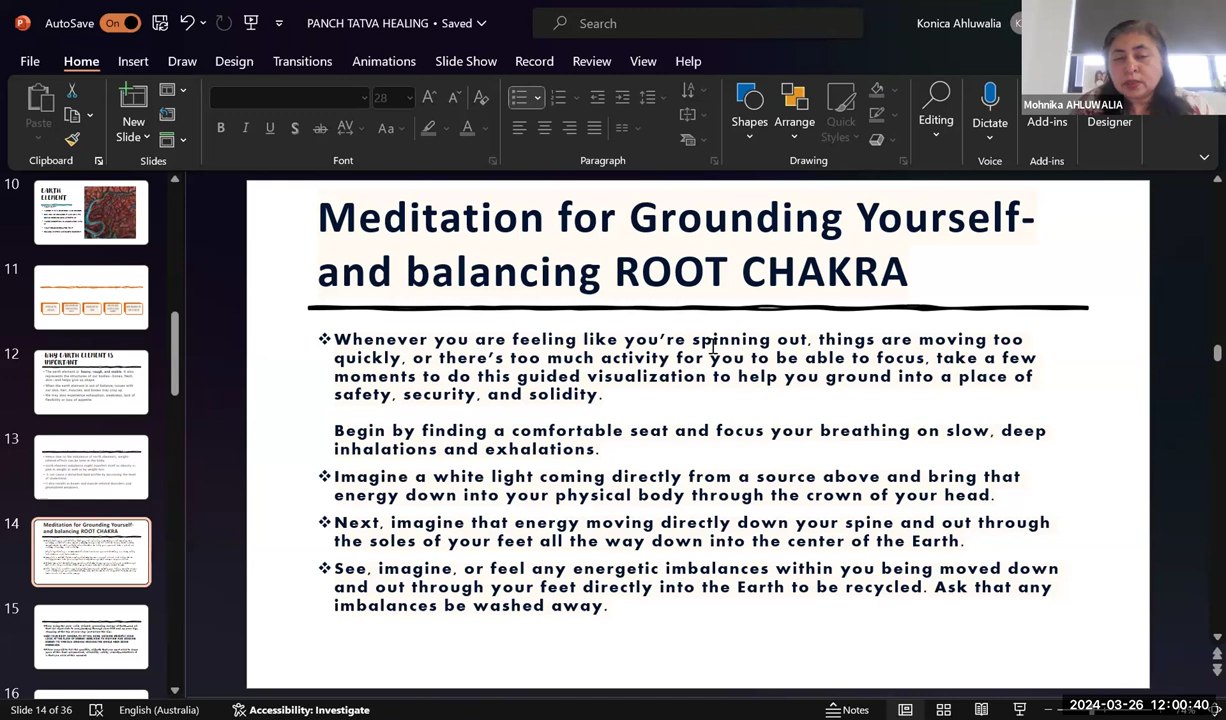 AutoSave On PANCH TATVA HEALING • Saved Search Konica Ahluwalia
File Home Insert Draw Design Transitions Animations Slide Show Record Review View Help
Mohnika AHLUWALIA
28
Paste New Slide B I U S ab AV Aa A Shapes Arrange Quick Styles Editing Dictate Add-ins Designer
Clipboard Slides Font Paragraph Drawing Voice Add-ins
10
EARTH
ELEMENT
11
12
WHY EARTH ELEMENT IS
IMPORTANT
13
14
Meditation for Grounding Yourself-
and balancing ROOT CHAKRA
15
16
Meditation for Grounding Yourself-
and balancing ROOT CHAKRA
❖Whenever you are feeling like you're spinning out, things are moving too
quickly, or there's too much activity for you to be able to focus, take a few
moments to do this guided visualization to help you ground into a place of
safety, security, and solidity.
Begin by finding a comfortable seat and focus your breathing on slow, deep
inhalations and exhalations.
❖Imagine a white light coming directly from a source above and bring that
energy down into your physical body through the crown of your head.
❖Next, imagine that energy moving directly down your spine and out through
the soles of your feet all the way down into the center of the Earth.
❖See, imagine, or feel any energetic imbalances within you being moved down
and out through your feet directly into the Earth to be recycled. Ask that any
imbalances be washed away.
Slide 14 of 36 English (Australia) Accessibility: Investigate Notes 2024-03-26 12:00:40